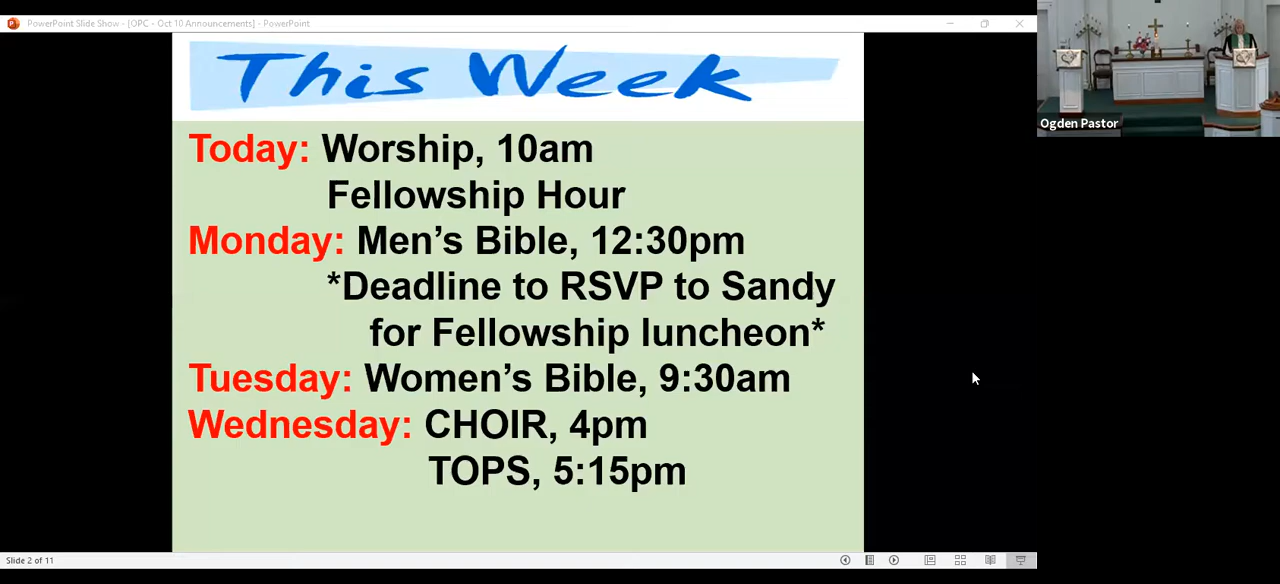 PowerPoint Slide Show - [OPC - Oct 10 Announcements] - PowerPoint
This Week
Today: Worship, 10am
Fellowship Hour
Monday: Men's Bible, 12:30pm
*Deadline to RSVP to Sandy
for Fellowship luncheon*
Tuesday: Women's Bible, 9:30am
Wednesday: CHOIR, 4pm
TOPS, 5:15pm
Slide 2 of 11
Ogden Pastor